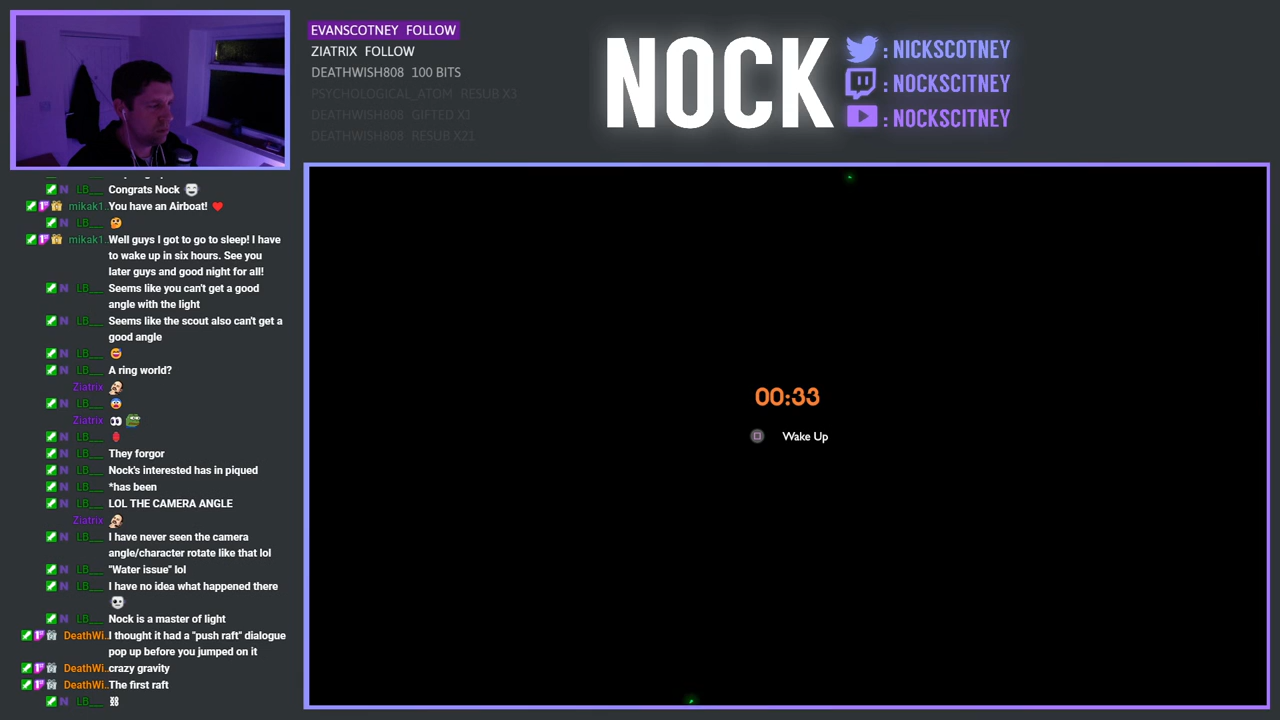 EVANSCOTNEY FOLLOW
ZIATRIX FOLLOW
DEATHWISH808 100 BITS
PSYCHOLOGICAL_ATOM RESUB X3
DEATHWISH808 GIFTED X1
DEATHWISH808 RESUB X21
NOCK
: NICKSCOTNEY
: NOCKSCITNEY
: NOCKSCITNEY
N LB___ Congrats Nock
mikak1.. You have an Airboat!
N LB___
mikak1.. Well guys I got to go to sleep! I have
to wake up in six hours. See you
later guys and good night for all!
N LB___ Seems like you can't get a good
angle with the light
N LB___ Seems like the scout also can't get a
good angle
N LB___
N LB___ A ring world?
Ziatrix
N LB___
Ziatrix
N LB___
N LB___ They forgor
N LB___ Nock's interested has in piqued
N LB___ *has been
N LB___ LOL THE CAMERA ANGLE
Ziatrix
N LB___ I have never seen the camera
angle/character rotate like that lol
N LB___ "Water issue" lol
N LB___ I have no idea what happened there
N LB___ Nock is a master of light
DeathWi.. I thought it had a "push raft" dialogue
pop up before you jumped on it
DeathWi.. crazy gravity
DeathWi.. The first raft
N LB___
00:33
Wake Up